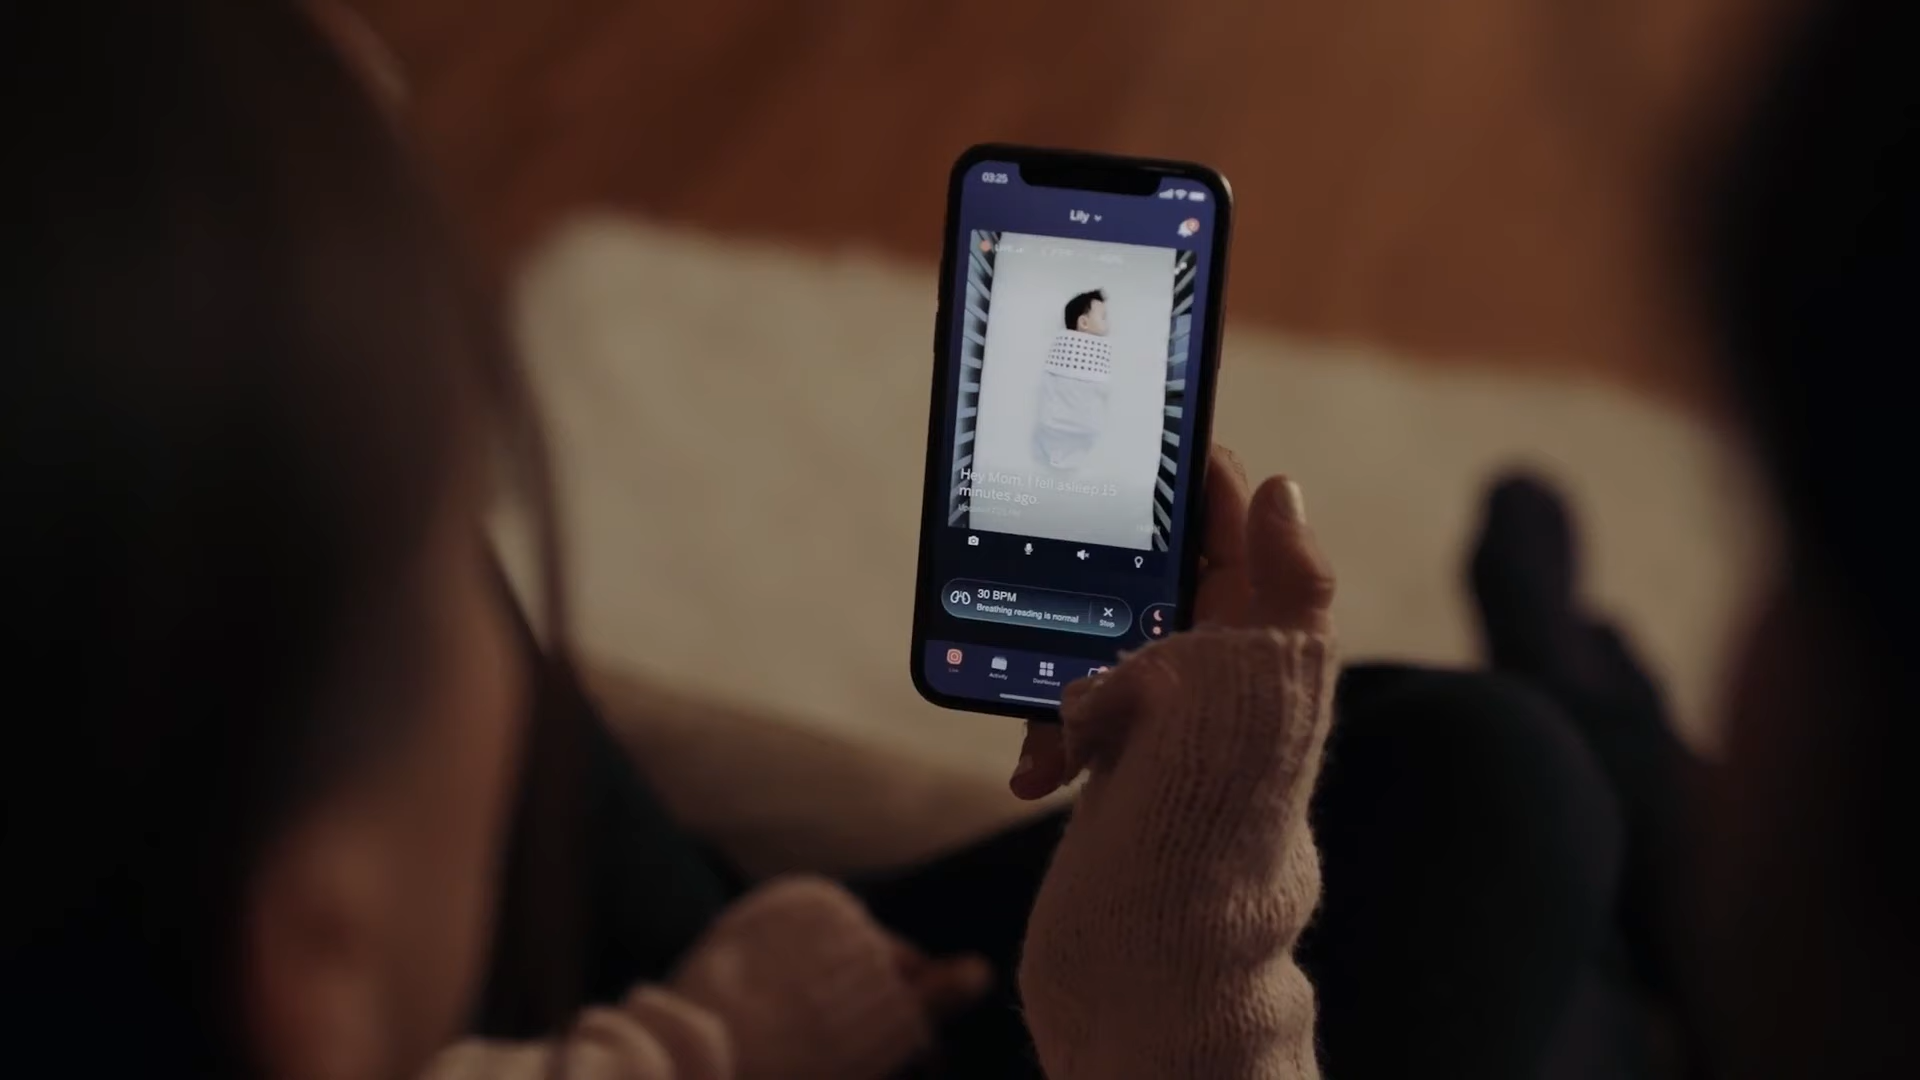 03:25
Lily
Hey Mom, I fell asleep 15
minutes ago.
30 BPM
Breathing reading is normal
Stop
Activity
Dashboard